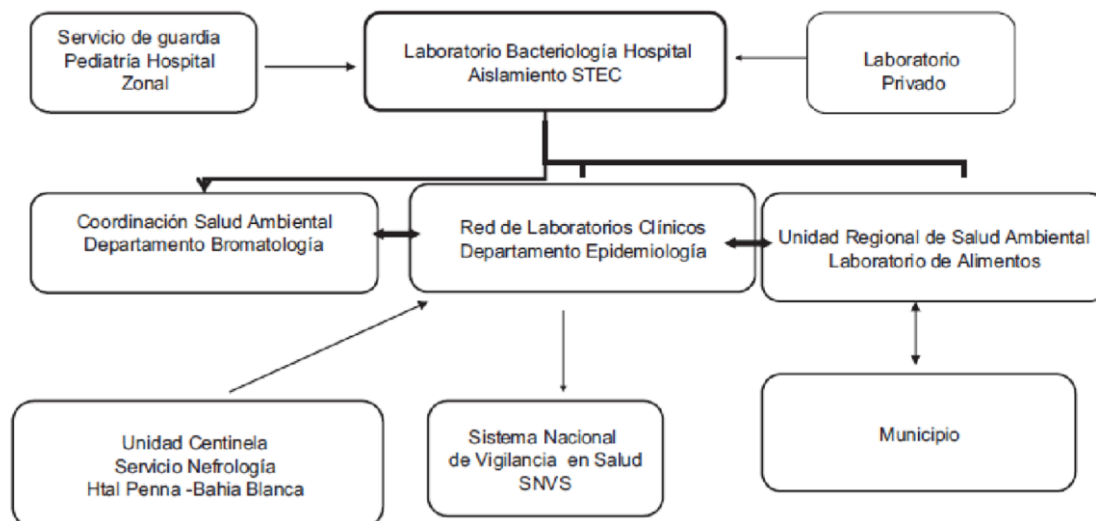 Servicio de guardia
Pediatría Hospital
Zonal
Laboratorio Bacteriología Hospital
Aislamiento STEC
Laboratorio
Privado
Coordinación Salud Ambiental
Departamento Bromatología
Red de Laboratorios Clínicos
Departamento Epidemiología
Unidad Regional de Salud Ambiental
Laboratorio de Alimentos
Unidad Centinela
Servicio Nefrología
Htal Penna -Bahia Blanca
Sistema Nacional
de Vigilancia en Salud
SNVS
Municipio